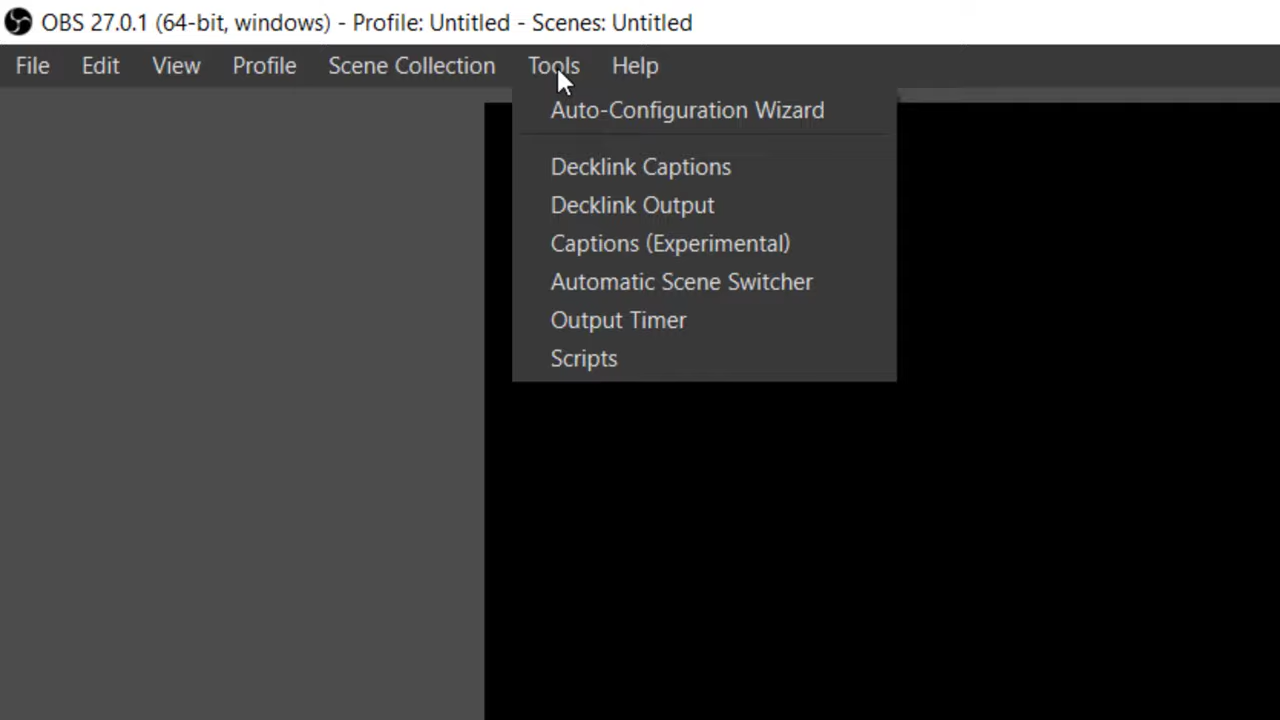 OBS 27.0.1 (64-bit, windows) - Profile: Untitled - Scenes: Untitled
File Edit View Profile Scene Collection Tools Help
Auto-Configuration Wizard
Decklink Captions
Decklink Output
Captions (Experimental)
Automatic Scene Switcher
Output Timer
Scripts